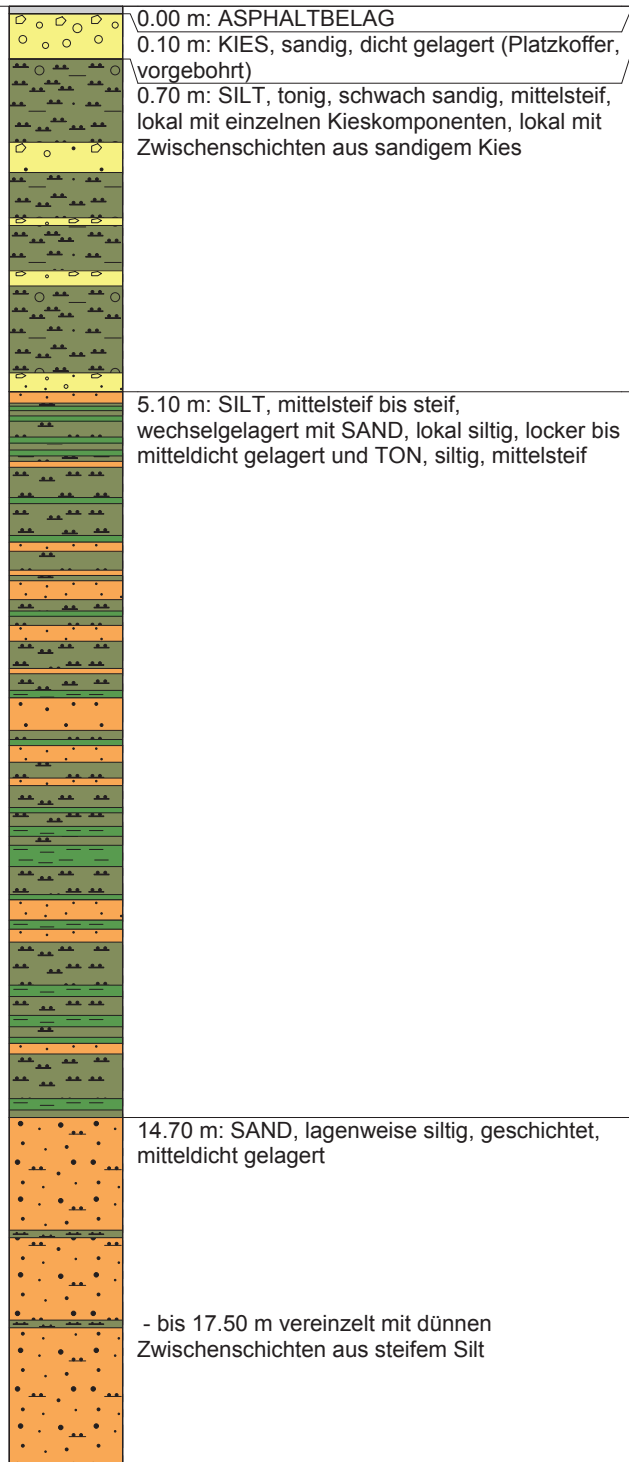 0.00 m: ASPHALTBELAG
0.10 m: KIES, sandig, dicht gelagert (Platzkoffer,
vorgebohrt)
0.70 m: SILT, tonig, schwach sandig, mittelsteif,
lokal mit einzelnen Kieskomponenten, lokal mit
Zwischenschichten aus sandigem Kies
5.10 m: SILT, mittelsteif bis steif,
wechselgelagert mit SAND, lokal siltig, locker bis
mitteldicht gelagert und TON, siltig, mittelsteif
14.70 m: SAND, lagenweise siltig, geschichtet,
mitteldicht gelagert
- bis 17.50 m vereinzelt mit dünnen
Zwischenschichten aus steifem Silt